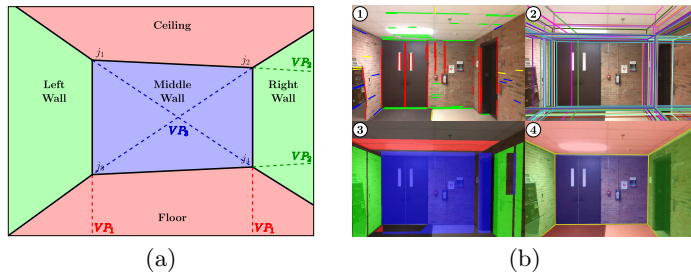 Ceiling
j1
j2
VP2
Left
Wall
Middle
Wall
Right
Wall
VP3
j3
j4
VP2
Floor
VP1
VP1
(a)
1
2
3
4
(b)